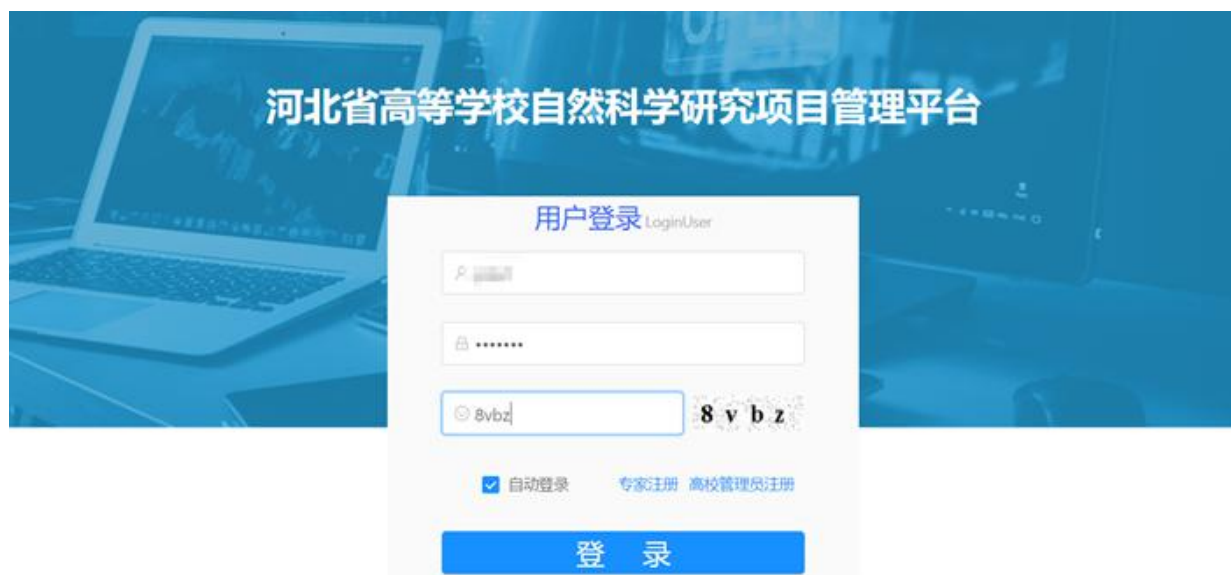 河北省高等学校自然科学研究项目管理平台
用户登录 LoginUser
•••••••
8vbz 8 v b z
自动登录 专家注册 高校管理员注册
登 录